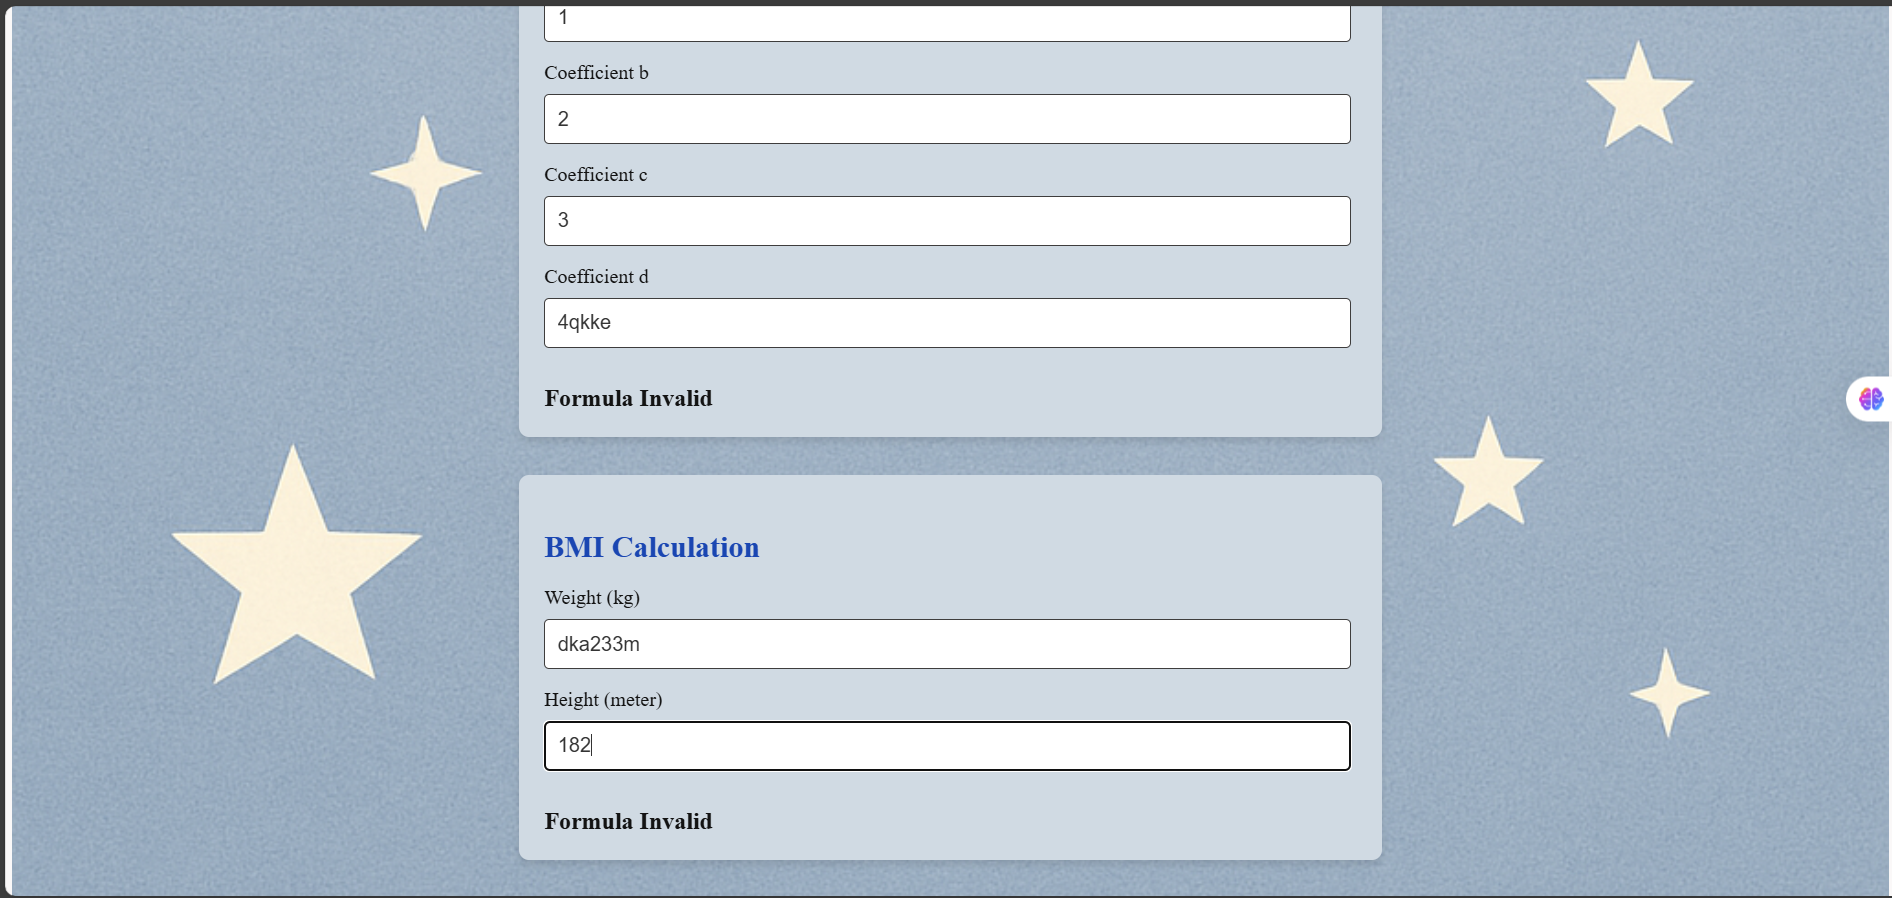 1
Coefficient b
2
Coefficient c
3
Coefficient d
4qkke
Formula Invalid
BMI Calculation
Weight (kg)
dka233m
Height (meter)
182
Formula Invalid